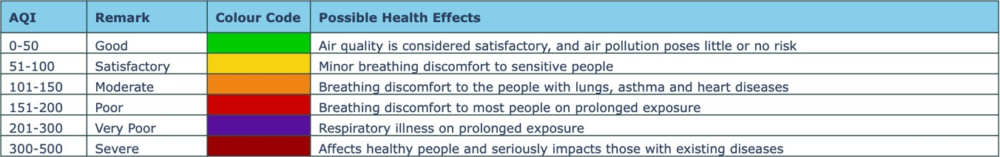 AQI Remark Colour Code Possible Health Effects
0-50 Good Air quality is considered satisfactory, and air pollution poses little or no risk
51-100 Satisfactory Minor breathing discomfort to sensitive people
101-150 Moderate Breathing discomfort to the people with lungs, asthma and heart diseases
151-200 Poor Breathing discomfort to most people on prolonged exposure
201-300 Very Poor Respiratory illness on prolonged exposure
300-500 Severe Affects healthy people and seriously impacts those with existing diseases